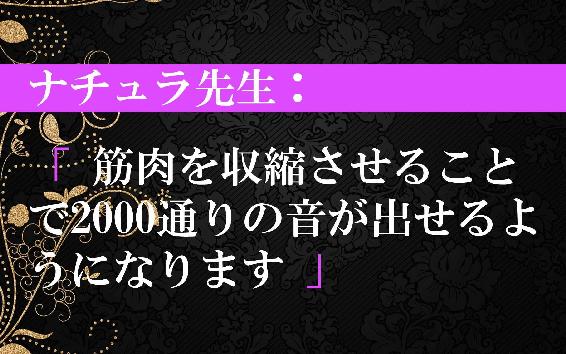 ナチュラ先生：
「 筋肉を収縮させること
で2000通りの音が出せるよ
うになります 」